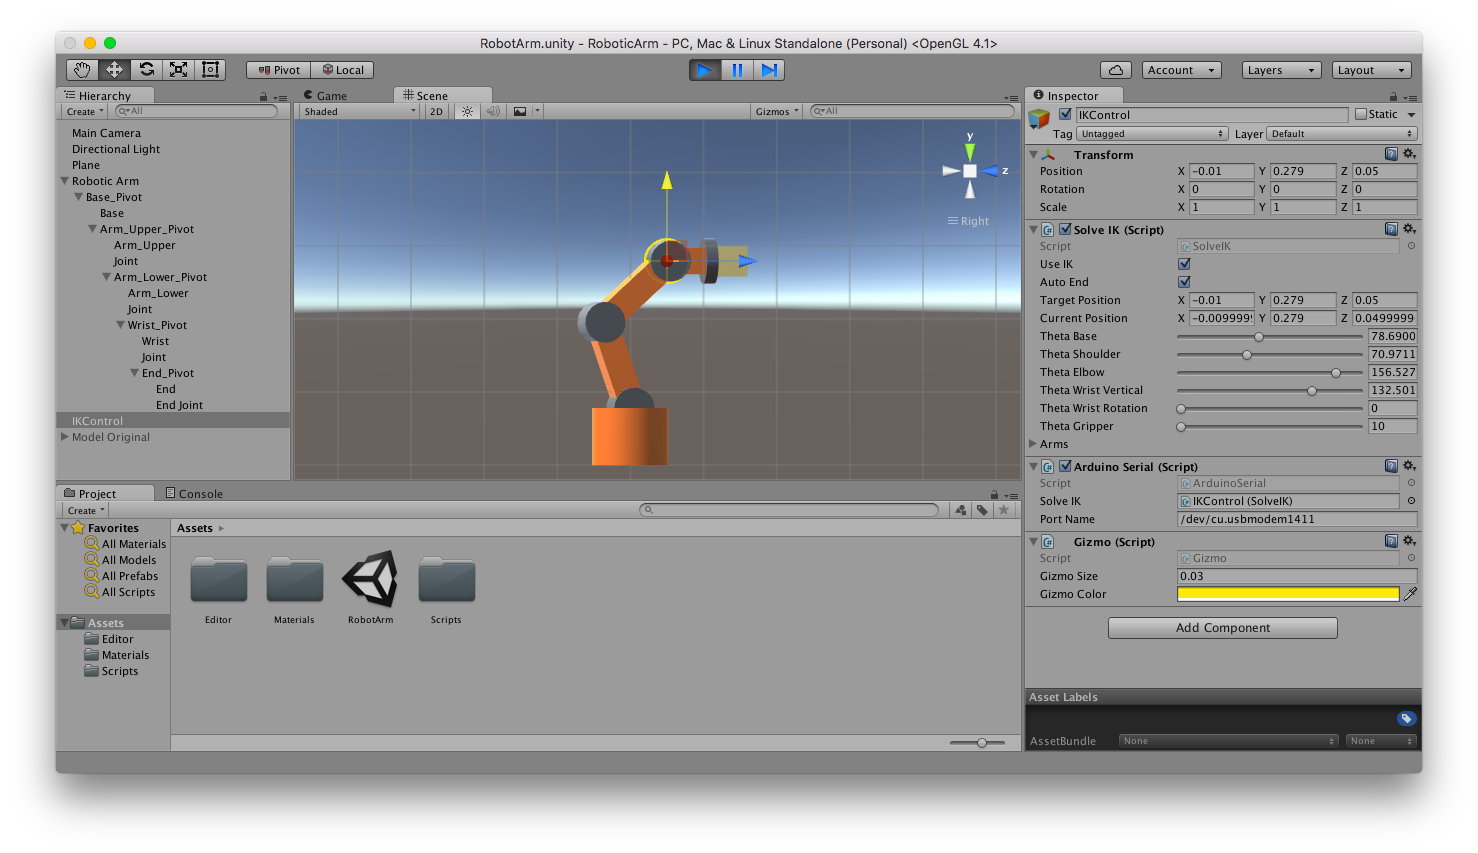 RobotArm.unity - RoboticArm - PC, Mac & Linux Standalone (Personal) <OpenGL 4.1>
Pivot Local Account Layers Layout
Hierarchy
Create All
Main Camera
Directional Light
Plane
Robotic Arm
Base_Pivot
Base
Arm_Upper_Pivot
Arm_Upper
Joint
Arm_Lower_Pivot
Arm_Lower
Joint
Wrist_Pivot
Wrist
Joint
End_Pivot
End
End Joint
IKControl
Model Original
Game Scene
Shaded 2D Gizmos All
y
z
Right
Project Console
Create
Favorites
All Materials
All Models
All Prefabs
All Scripts
Assets
Editor
Materials
Scripts
Assets
Editor Materials RobotArm Scripts
Inspector
IKControl Static
Tag Untagged Layer Default
Transform
Position X -0.01 Y 0.279 Z 0.05
Rotation X 0 Y 0 Z 0
Scale X 1 Y 1 Z 1
Solve IK (Script)
Script SolveIK
Use IK
Auto End
Target Position X -0.01 Y 0.279 Z 0.05
Current Position X -0.009999 Y 0.279 Z 0.0499999
Theta Base 78.6900
Theta Shoulder 70.9711
Theta Elbow 156.527
Theta Wrist Vertical 132.501
Theta Wrist Rotation 0
Theta Gripper 10
Arms
Arduino Serial (Script)
Script ArduinoSerial
Solve IK IKControl (SolveIK)
Port Name /dev/cu.usbmodem1411
Gizmo (Script)
Script Gizmo
Gizmo Size 0.03
Gizmo Color
Add Component
Asset Labels
AssetBundle None None